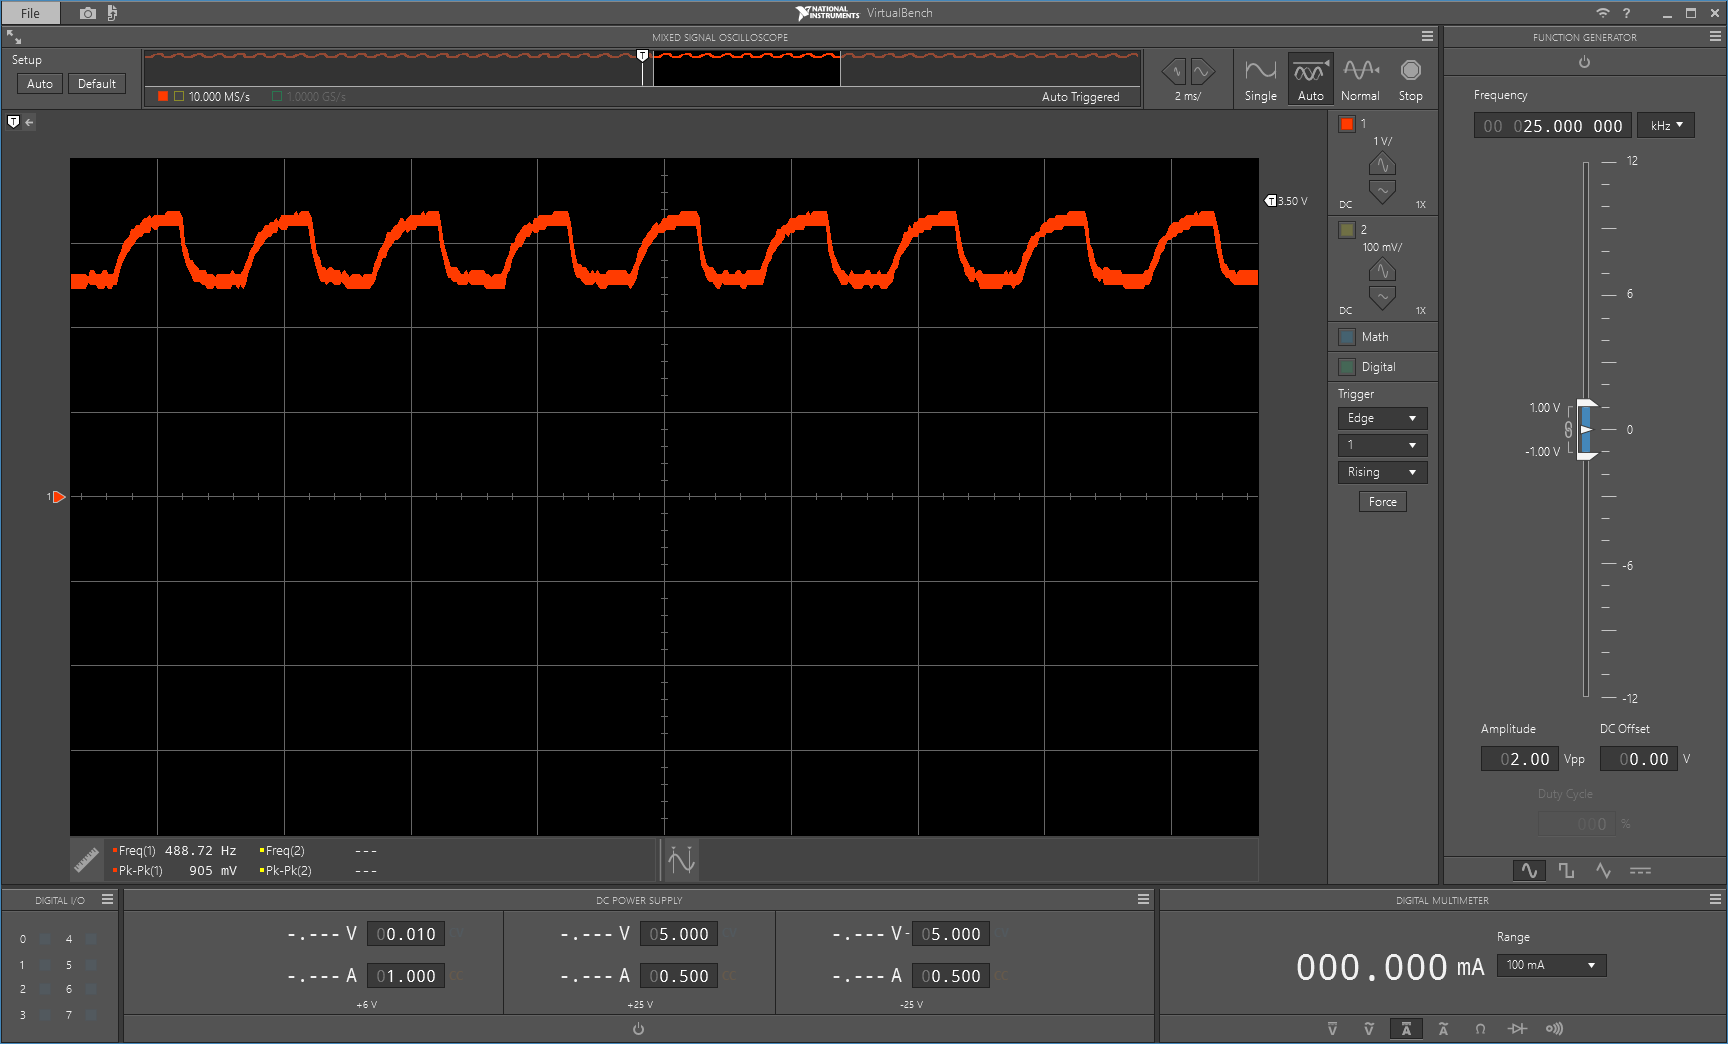 File
NATIONAL INSTRUMENTS VirtualBench
?
MIXED SIGNAL OSCILLOSCOPE
FUNCTION GENERATOR
Setup
Auto
Default
T
10.000 MS/s
1.0000 GS/s
Auto Triggered
2 ms/
Single
Auto
Normal
Stop
T
1
1 V/
DC
1X
2
100 mV/
DC
1X
Math
Digital
Trigger
Edge
1
Rising
Force
T 3.50 V
1
Freq(1) 488.72 Hz
Pk-Pk(1) 905 mV
Freq(2) ---
Pk-Pk(2) ---
Frequency
00 025.000 000
kHz
12
6
0
-6
-12
1.00 V
-1.00 V
Amplitude
02.00 Vpp
DC Offset
00.00 V
Duty Cycle
000 %
DIGITAL I/O
0 4
1 5
2 6
3 7
DC POWER SUPPLY
-.--- V 00.010 CV
-.--- A 01.000 CC
+6 V
-.--- V 05.000 CV
-.--- A 00.500 CC
+25 V
-.--- V -05.000 CV
-.--- A 00.500 CC
-25 V
DIGITAL MULTIMETER
000.000 mA
Range
100 mA
V
V
A
A
Ω